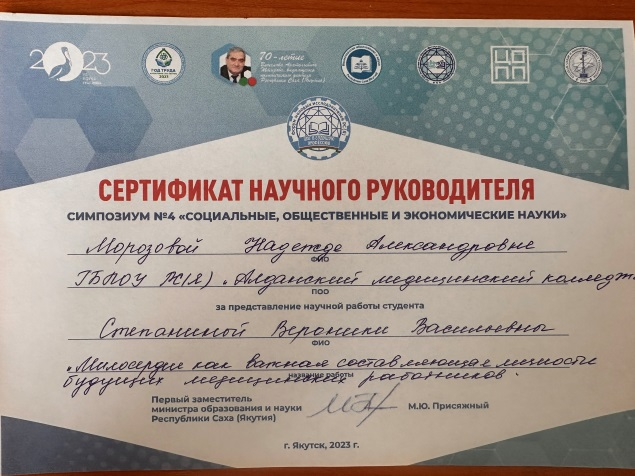 2023
ГОД ТРУДА
2023
70-летие
СЕРТИФИКАТ НАУЧНОГО РУКОВОДИТЕЛЯ
СИМПОЗИУМ №4 «СОЦИАЛЬНЫЕ, ОБЩЕСТВЕННЫЕ И ЭКОНОМИЧЕСКИЕ НАУКИ»
Морозовой Надежде Александровне
ФИО
ГБПОУ РС(Я) „Алданский медицинский колледж
ПОО
за представление научной работы студента
Степаниной Вероники Васильевны
ФИО
„Милосердие как важная составляющая личности
название работы
будущих медицинских работников"
Первый заместитель
министра образования и науки
Республики Саха (Якутия)
М.Ю. Присяжный
г. Якутск, 2023 г.